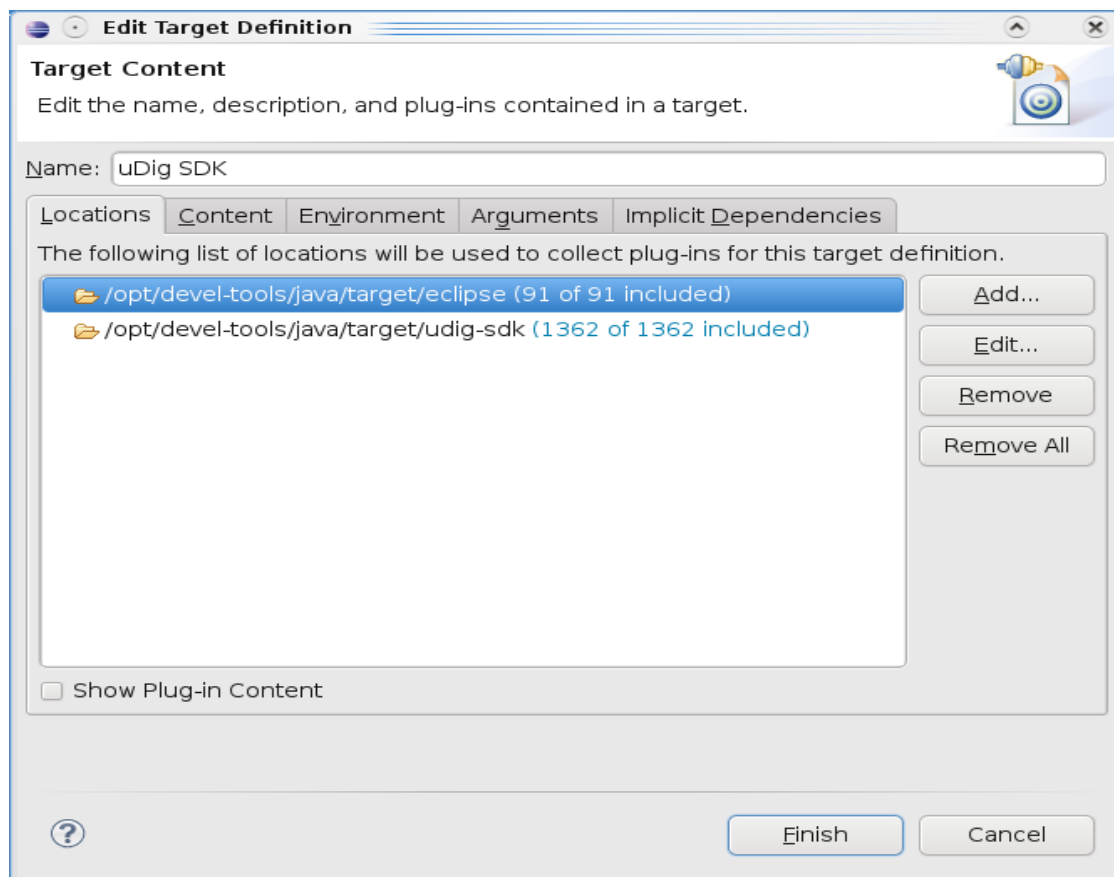 Edit Target Definition
Target Content
Edit the name, description, and plug-ins contained in a target.
Name: uDig SDK
Locations Content Environment Arguments Implicit Dependencies
The following list of locations will be used to collect plug-ins for this target definition.
/opt/devel-tools/java/target/eclipse (91 of 91 included)
/opt/devel-tools/java/target/udig-sdk (1362 of 1362 included)
Add...
Edit...
Remove
Remove All
Show Plug-in Content
? Finish Cancel